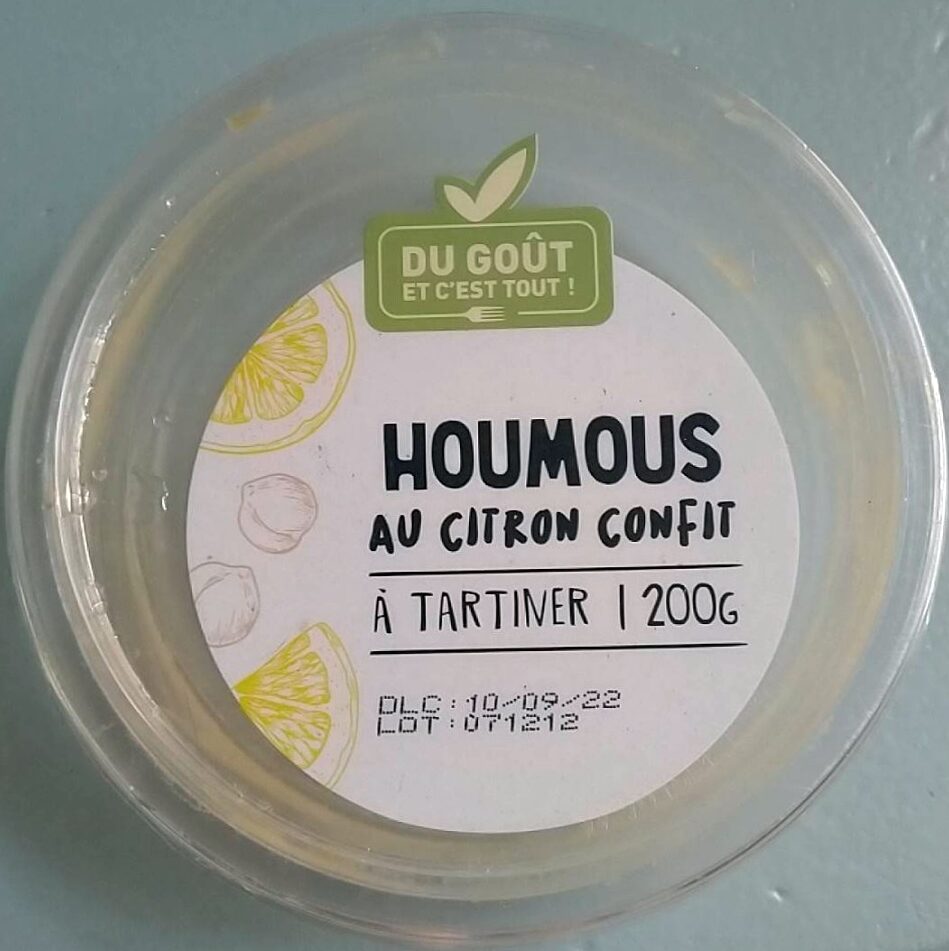 DU GOÛT
ET C'EST TOUT !
HOUMOUS
AU CITRON CONFIT
À TARTINER | 200G
DLC : 10/09/22
LOT : 071212